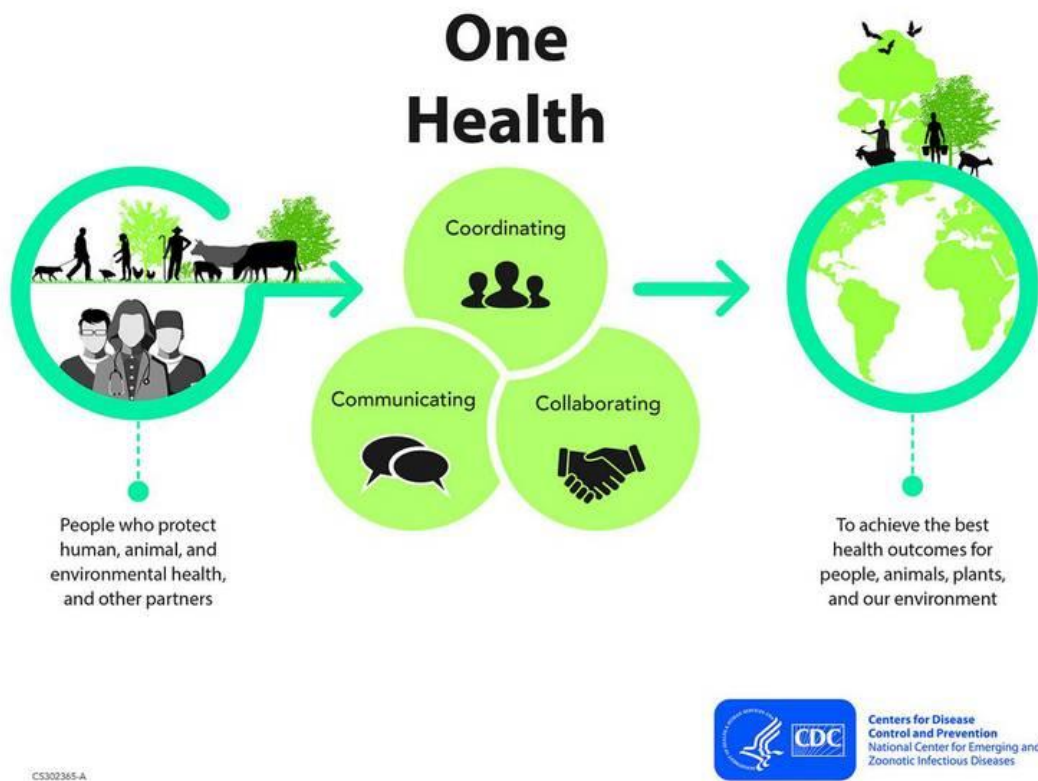 One
Health
Coordinating
Communicating
Collaborating
People who protect
human, animal, and
environmental health,
and other partners
To achieve the best
health outcomes for
people, animals, plants,
and our environment
CDC
Centers for Disease
Control and Prevention
National Center for Emerging and
Zoonotic Infectious Diseases
CS302365-A